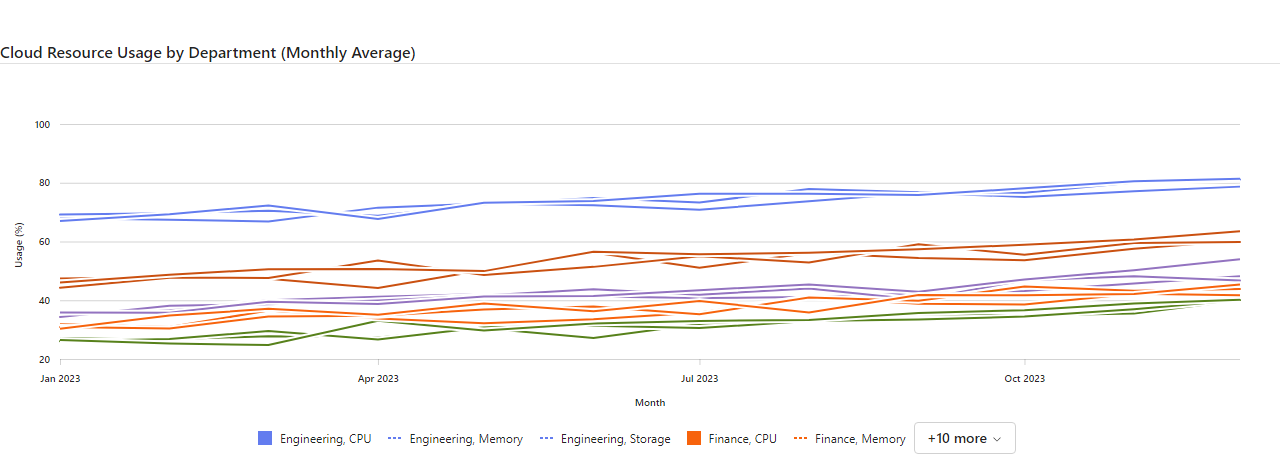 Cloud Resource Usage by Department (Monthly Average)
100
80
60
40
20
Usage (%)
Jan 2023 Apr 2023 Jul 2023 Oct 2023
Month
Engineering, CPU Engineering, Memory Engineering, Storage Finance, CPU Finance, Memory +10 more